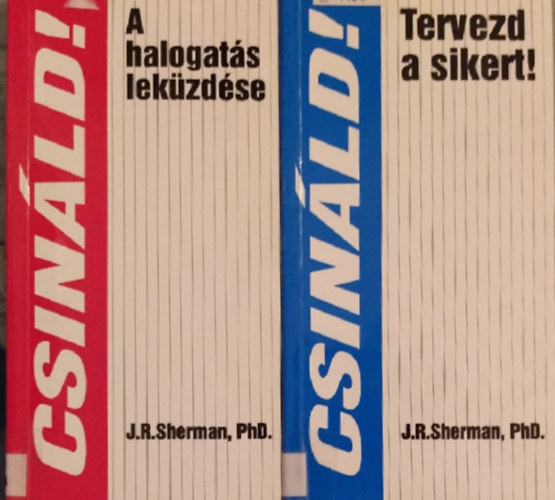 CSINÁLD!
A
halogatás
leküzdése
J.R.Sherman, PhD.
CSINÁLD!
Tervezd
a sikert!
J.R.Sherman, PhD.